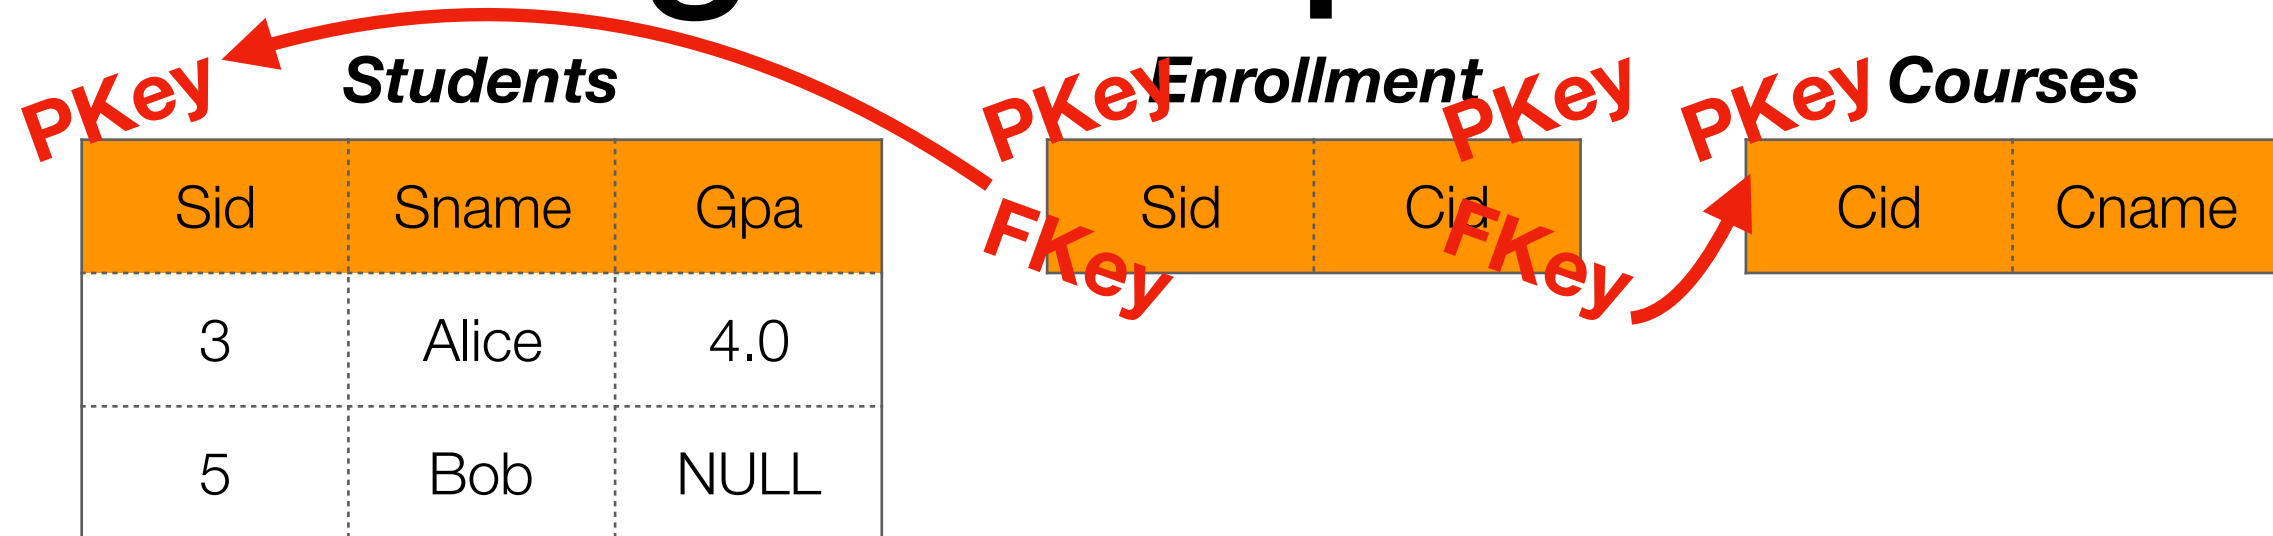 Students Enrollment Courses
PKey PKey PKey PKey
Sid Sname Gpa Sid Cid Cid Cname
FKey FKey
3 Alice 4.0
5 Bob NULL